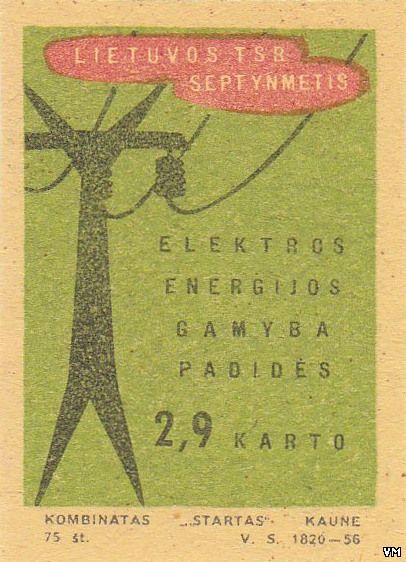 LIETUVOS TSR
SEPTYNMETIS
ELEKTROS
ENERGIJOS
GAMYBA
PADIDĖS
2,9 KARTO
KOMBINATAS „STARTAS“ KAUNE
75 št. V. S. 1820—56
VM